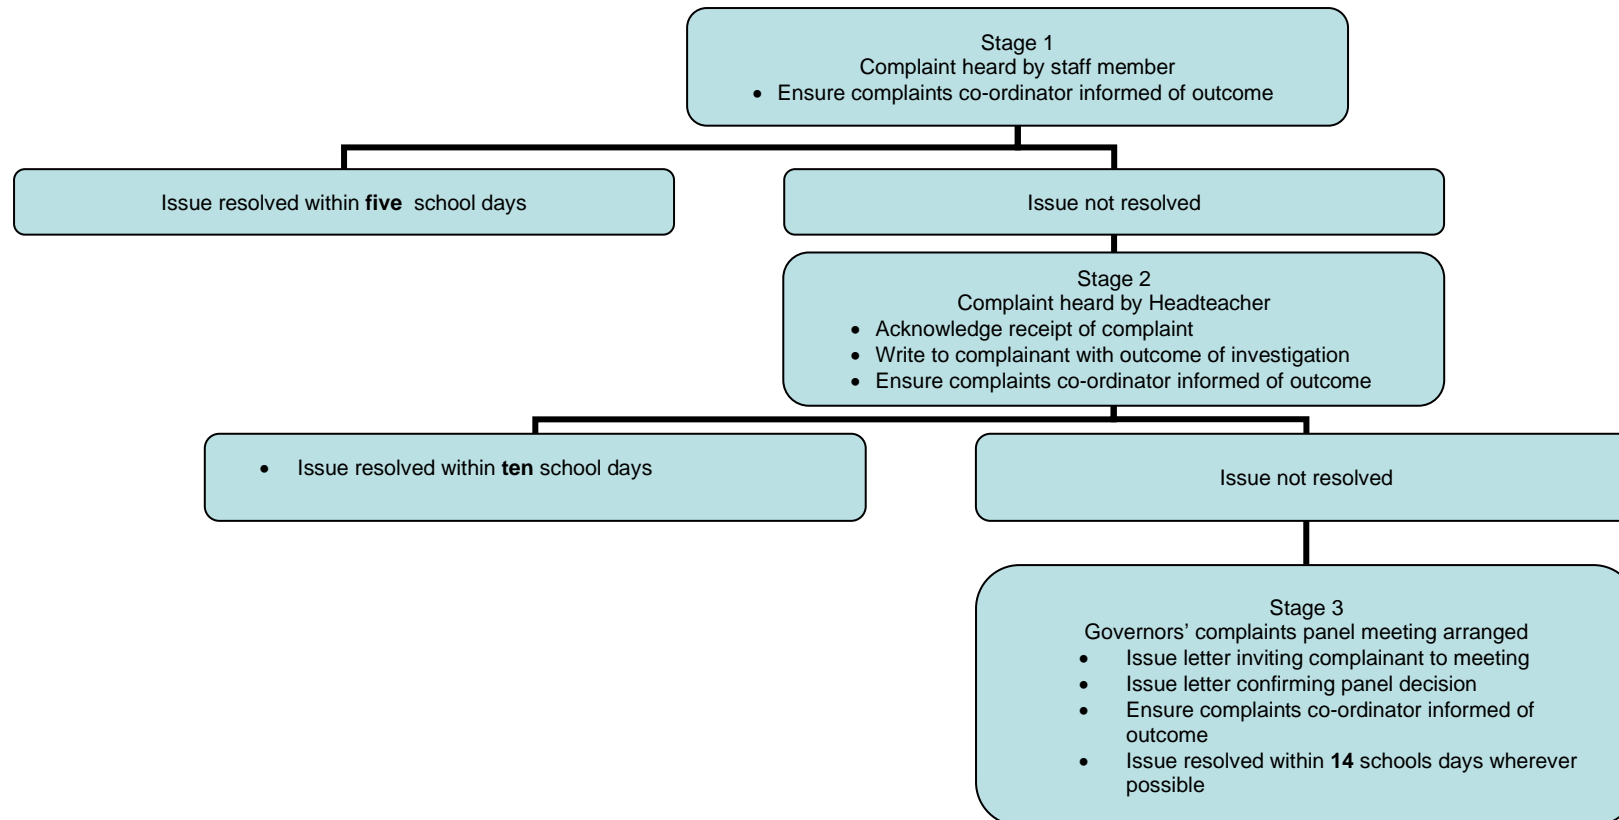 Stage 1
Complaint heard by staff member
• Ensure complaints co-ordinator informed of outcome
Issue resolved within five school days
Issue not resolved
Stage 2
Complaint heard by Headteacher
• Acknowledge receipt of complaint
• Write to complainant with outcome of investigation
• Ensure complaints co-ordinator informed of outcome
• Issue resolved within ten school days
Issue not resolved
Stage 3
Governors’ complaints panel meeting arranged
• Issue letter inviting complainant to meeting
• Issue letter confirming panel decision
• Ensure complaints co-ordinator informed of
outcome
• Issue resolved within 14 schools days wherever
possible